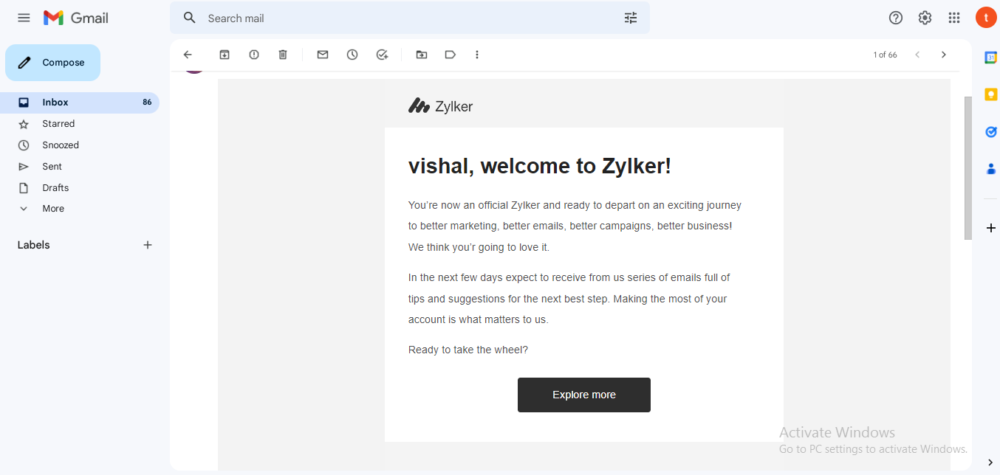 Gmail
Search mail
t
Compose
1 of 66
31
Inbox 86
Starred
Snoozed
Sent
Drafts
More
Labels
Zylker
vishal, welcome to Zylker!
You’re now an official Zylker and ready to depart on an exciting journey
to better marketing, better emails, better campaigns, better business!
We think you’r going to love it.
In the next few days expect to receive from us series of emails full of
tips and suggestions for the next best step. Making the most of your
account is what matters to us.
Ready to take the wheel?
Explore more
Activate Windows
Go to PC settings to activate Windows.